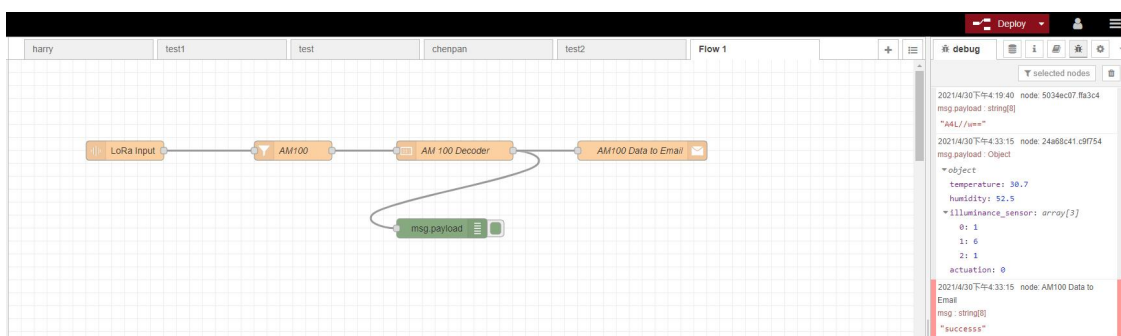 Deploy
harry
test1
test
chenpan
test2
Flow 1
debug
i
selected nodes
LoRa Input
AM100
AM 100 Decoder
AM100 Data to Email
msg.payload
2021/4/30下午4:19:40 node: 5034ec07.ffa3c4
msg.payload : string[8]
"A4L//w=="
2021/4/30下午4:33:15 node: 24a68c41.c9f754
msg.payload : Object
object
temperature: 30.7
humidity: 52.5
illuminance_sensor: array[3]
0: 1
1: 6
2: 1
actuation: 0
2021/4/30下午4:33:15 node: AM100 Data to
Email
msg : string[8]
"successs"